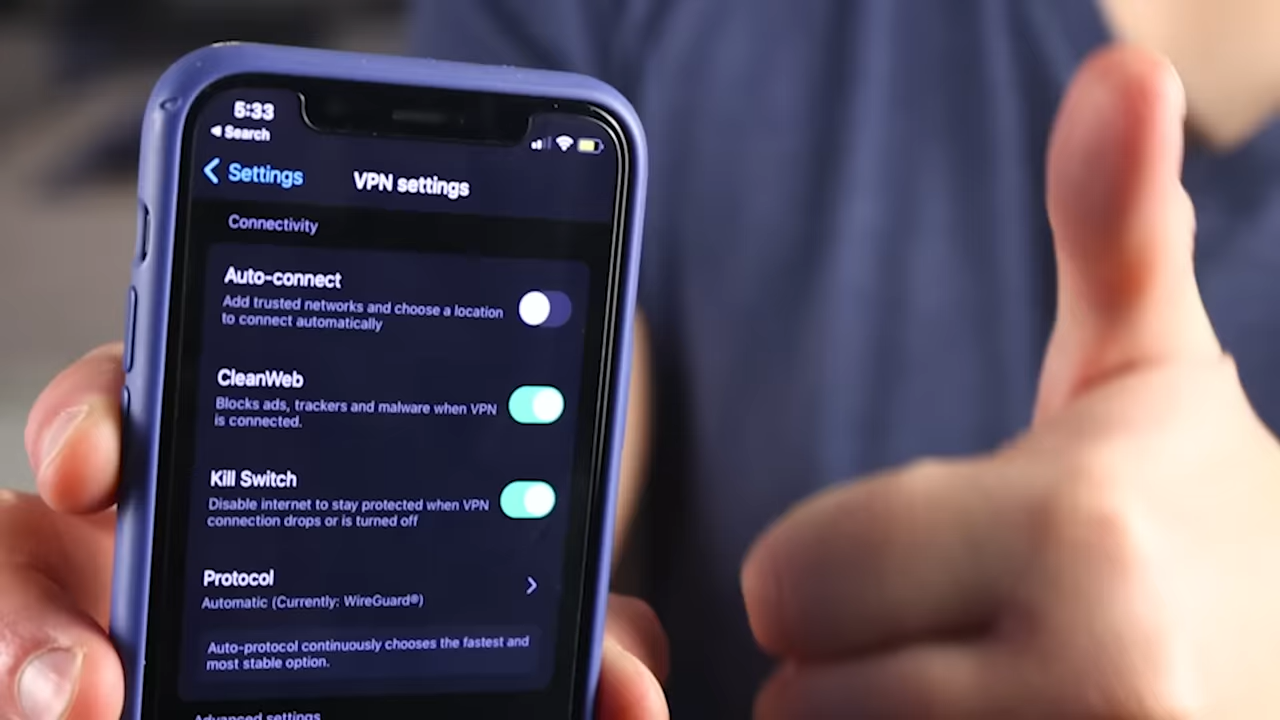 5:33
◀ Search
Settings
VPN settings
Connectivity
Auto-connect
Add trusted networks and choose a location
to connect automatically
CleanWeb
Blocks ads, trackers and malware when VPN
is connected.
Kill Switch
Disable internet to stay protected when VPN
connection drops or is turned off
Protocol
Automatic (Currently: WireGuard®)
Auto-protocol continuously chooses the fastest and
most stable option.
Advanced settings